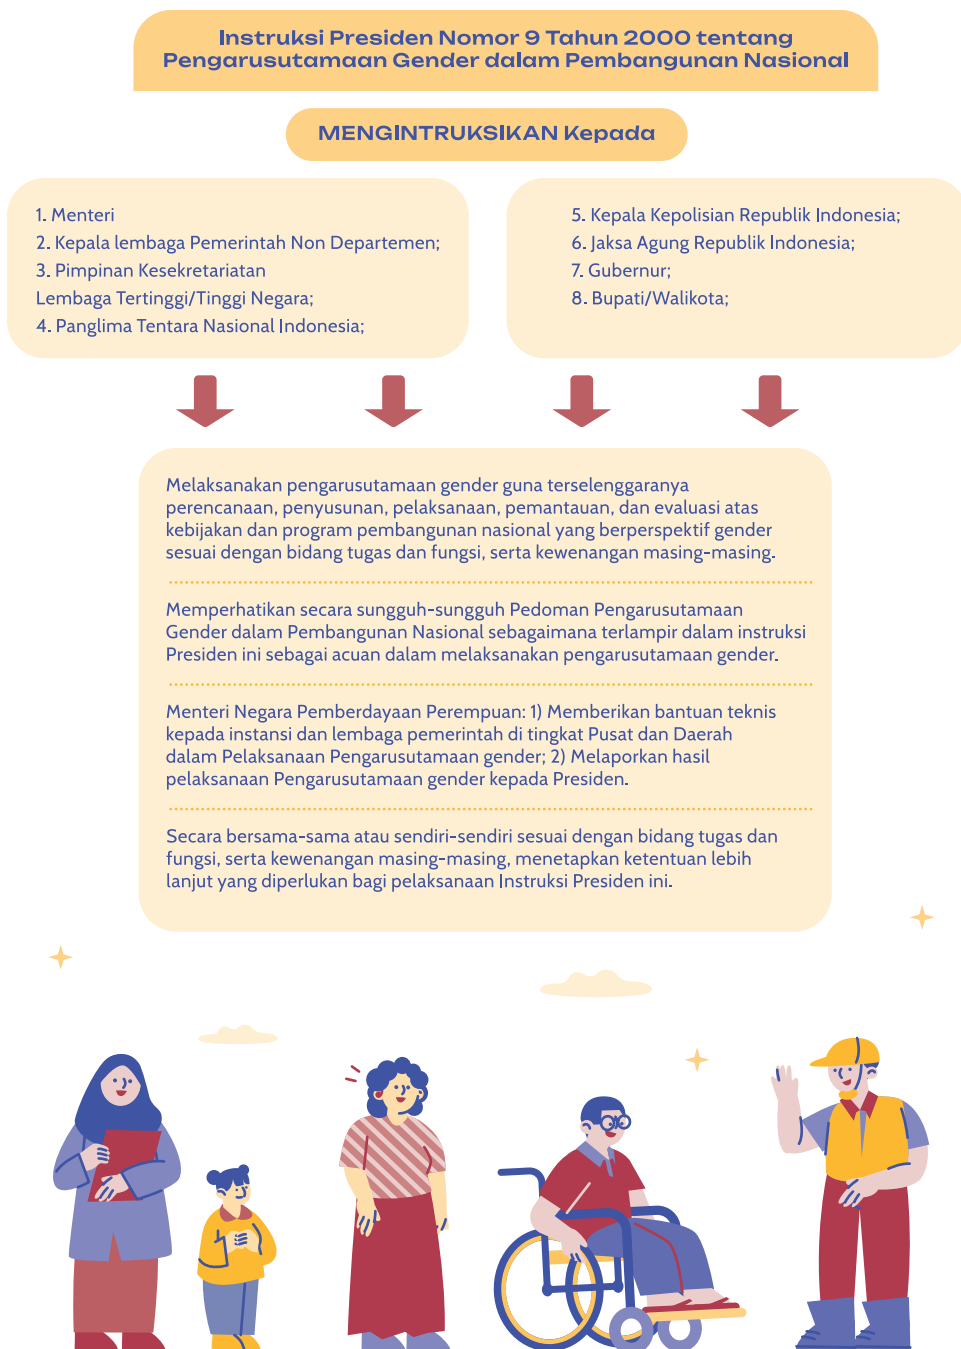 Instruksi Presiden Nomor 9 Tahun 2000 tentang
Pengarusutamaan Gender dalam Pembangunan Nasional
MENGINTRUKSIKAN Kepada
1. Menteri
2. Kepala lembaga Pemerintah Non Departemen;
3. Pimpinan Kesekretariatan
Lembaga Tertinggi/Tinggi Negara;
4. Panglima Tentara Nasional Indonesia;
5. Kepala Kepolisian Republik Indonesia;
6. Jaksa Agung Republik Indonesia;
7. Gubernur;
8. Bupati/Walikota;
Melaksanakan pengarusutamaan gender guna terselenggaranya
perencanaan, penyusunan, pelaksanaan, pemantauan, dan evaluasi atas
kebijakan dan program pembangunan nasional yang berperspektif gender
sesuai dengan bidang tugas dan fungsi, serta kewenangan masing-masing.
Memperhatikan secara sungguh-sungguh Pedoman Pengarusutamaan
Gender dalam Pembangunan Nasional sebagaimana terlampir dalam instruksi
Presiden ini sebagai acuan dalam melaksanakan pengarusutamaan gender.
Menteri Negara Pemberdayaan Perempuan: 1) Memberikan bantuan teknis
kepada instansi dan lembaga pemerintah di tingkat Pusat dan Daerah
dalam Pelaksanaan Pengarusutamaan gender; 2) Melaporkan hasil
pelaksanaan Pengarusutamaan gender kepada Presiden.
Secara bersama-sama atau sendiri-sendiri sesuai dengan bidang tugas dan
fungsi, serta kewenangan masing-masing, menetapkan ketentuan lebih
lanjut yang diperlukan bagi pelaksanaan Instruksi Presiden ini.